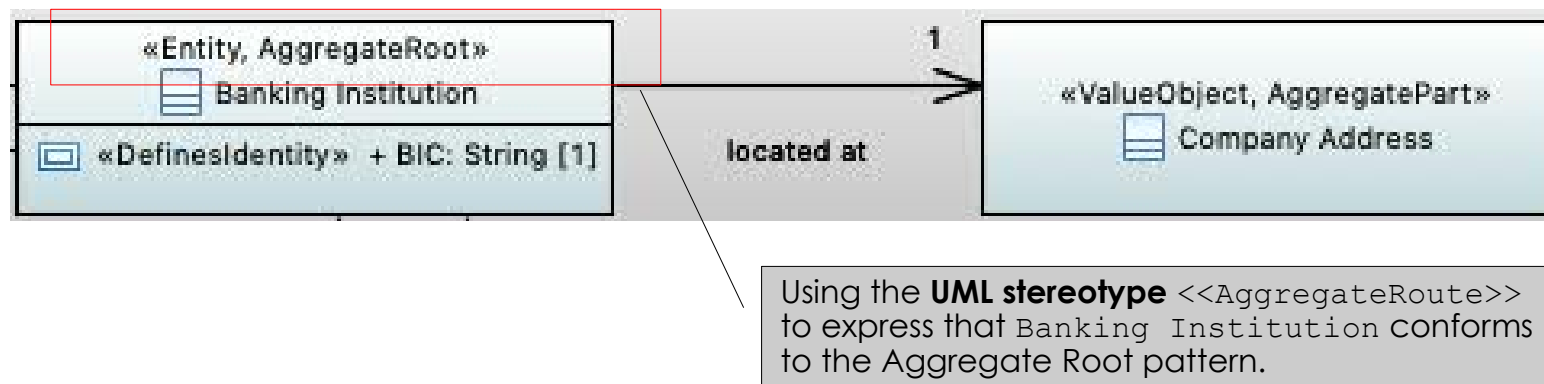 «Entity, AggregateRoot»
Banking Institution
«DefinesIdentity» + BIC: String [1]
1
located at
«ValueObject, AggregatePart»
Company Address
Using the UML stereotype <<AggregateRoute>>
to express that Banking Institution conforms
to the Aggregate Root pattern.